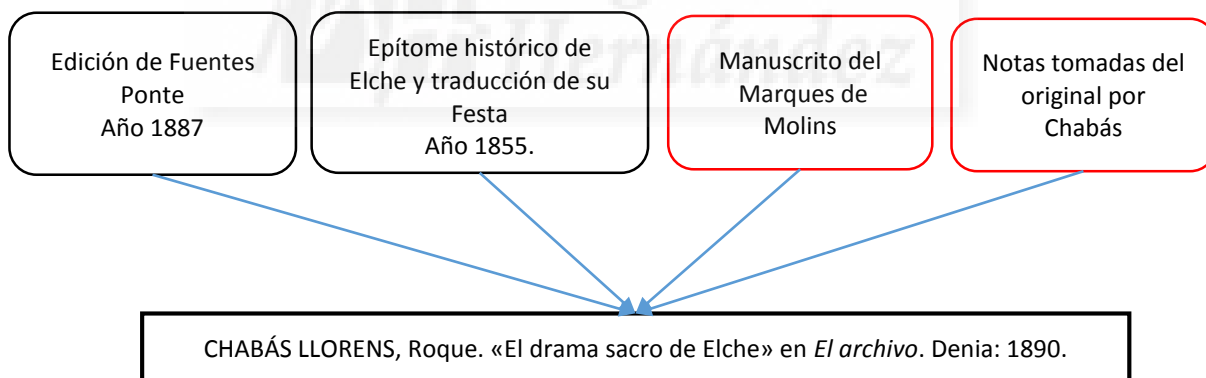 Edición de Fuentes
Ponte
Año 1887
Epítome histórico de
Elche y traducción de su
Festa
Año 1855.
Manuscrito del
Marques de
Molins
Notas tomadas del
original por
Chabás
Hernández
CHABÁS LLORENS, Roque. «El drama sacro de Elche» en El archivo. Denia: 1890.